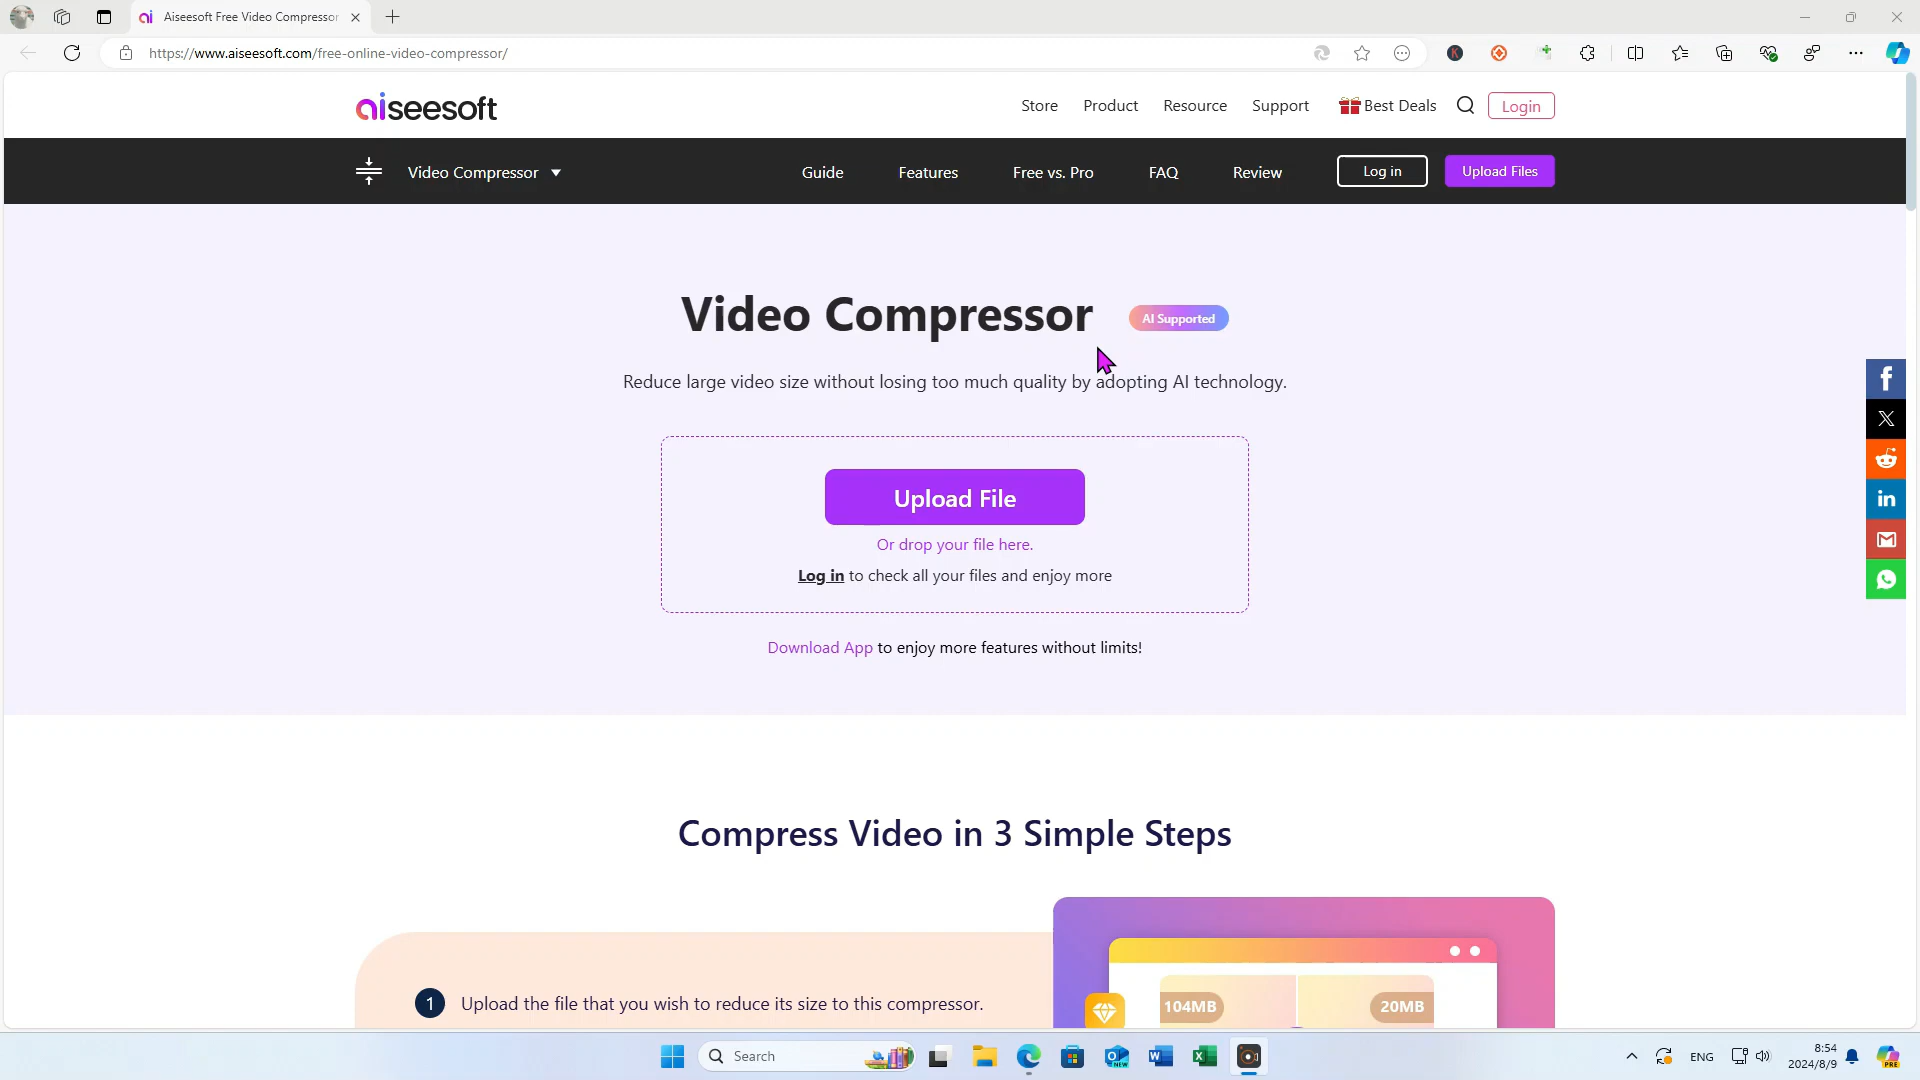 Aiseesoft Free Video Compressor
https://www.aiseesoft.com/free-online-video-compressor/
aiseesoft
Store
Product
Resource
Support
Best Deals
Login
Video Compressor
Guide
Features
Free vs. Pro
FAQ
Review
Log in
Upload Files
Video Compressor
AI Supported
Reduce large video size without losing too much quality by adopting AI technology.
Upload File
Or drop your file here.
Log in to check all your files and enjoy more
Download App to enjoy more features without limits!
Compress Video in 3 Simple Steps
1 Upload the file that you wish to reduce its size to this compressor.
104MB
20MB
Search
ENG
8:54
2024/8/9